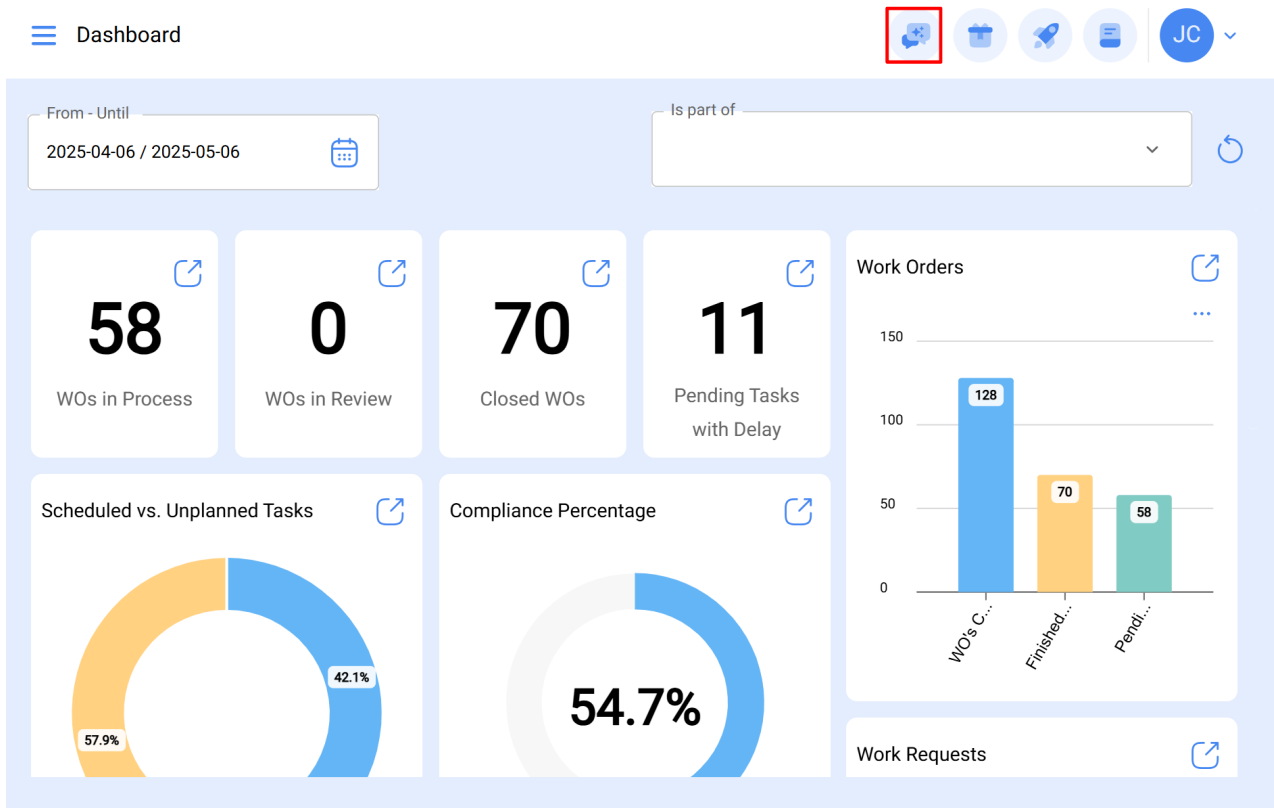 Dashboard
JC
From - Until
2025-04-06 / 2025-05-06
Is part of
58
WOs in Process
0
WOs in Review
70
Closed WOs
11
Pending Tasks
with Delay
Work Orders
...
150
100
50
0
128
70
58
WO's C...
Finished...
Pendi...
Scheduled vs. Unplanned Tasks
42.1%
57.9%
Compliance Percentage
54.7%
Work Requests